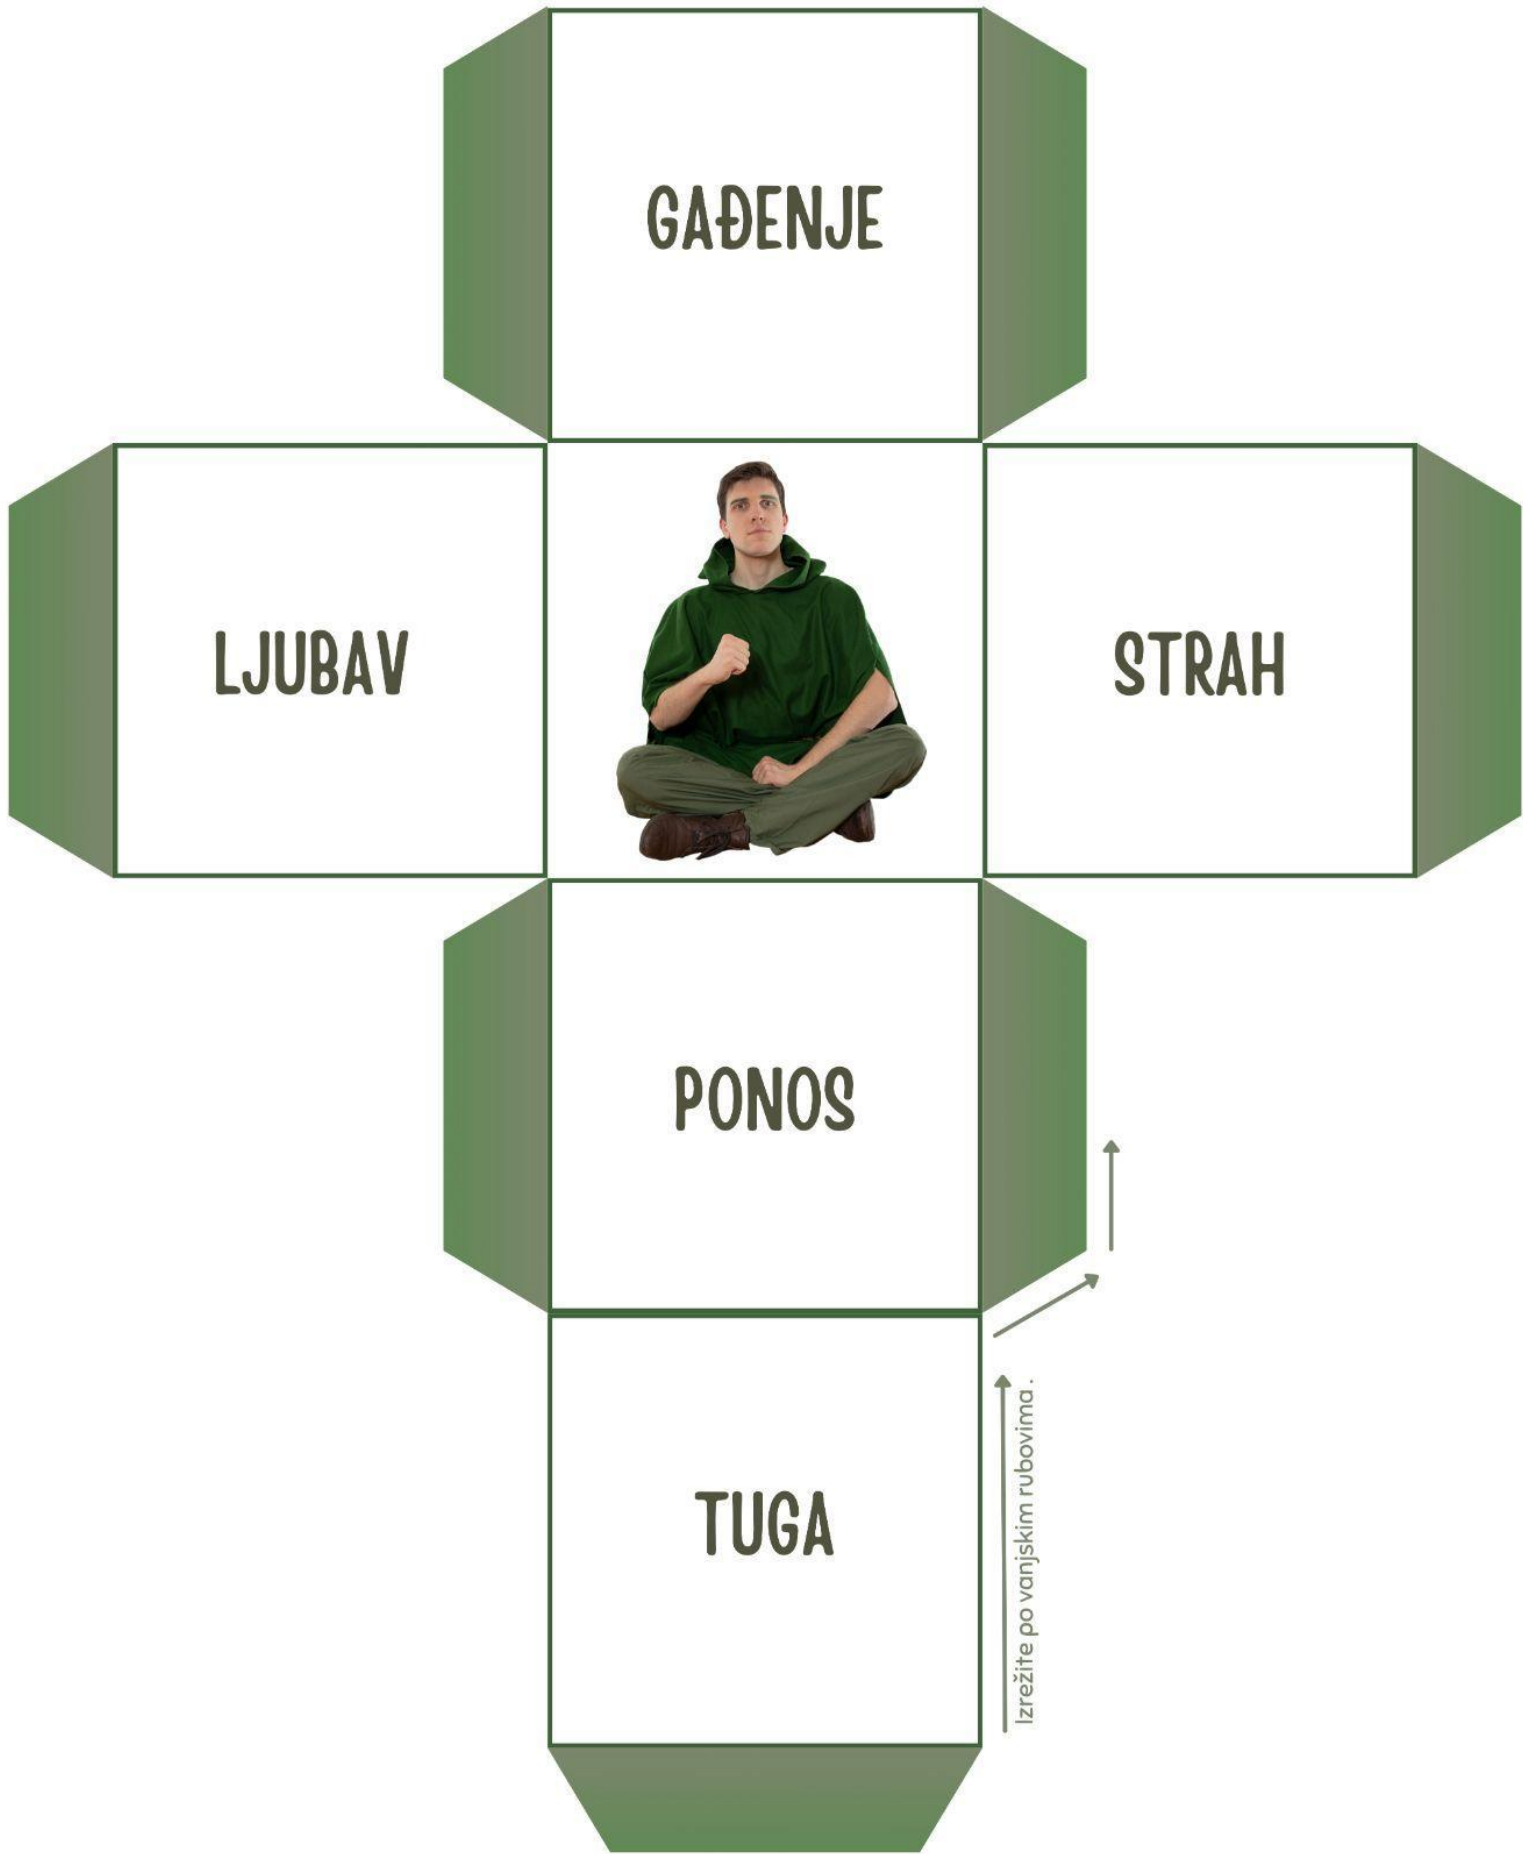 GAĐENJE
LJUBAV
STRAH
PONOS
TUGA
Izrežite po vanjskim rubovima.